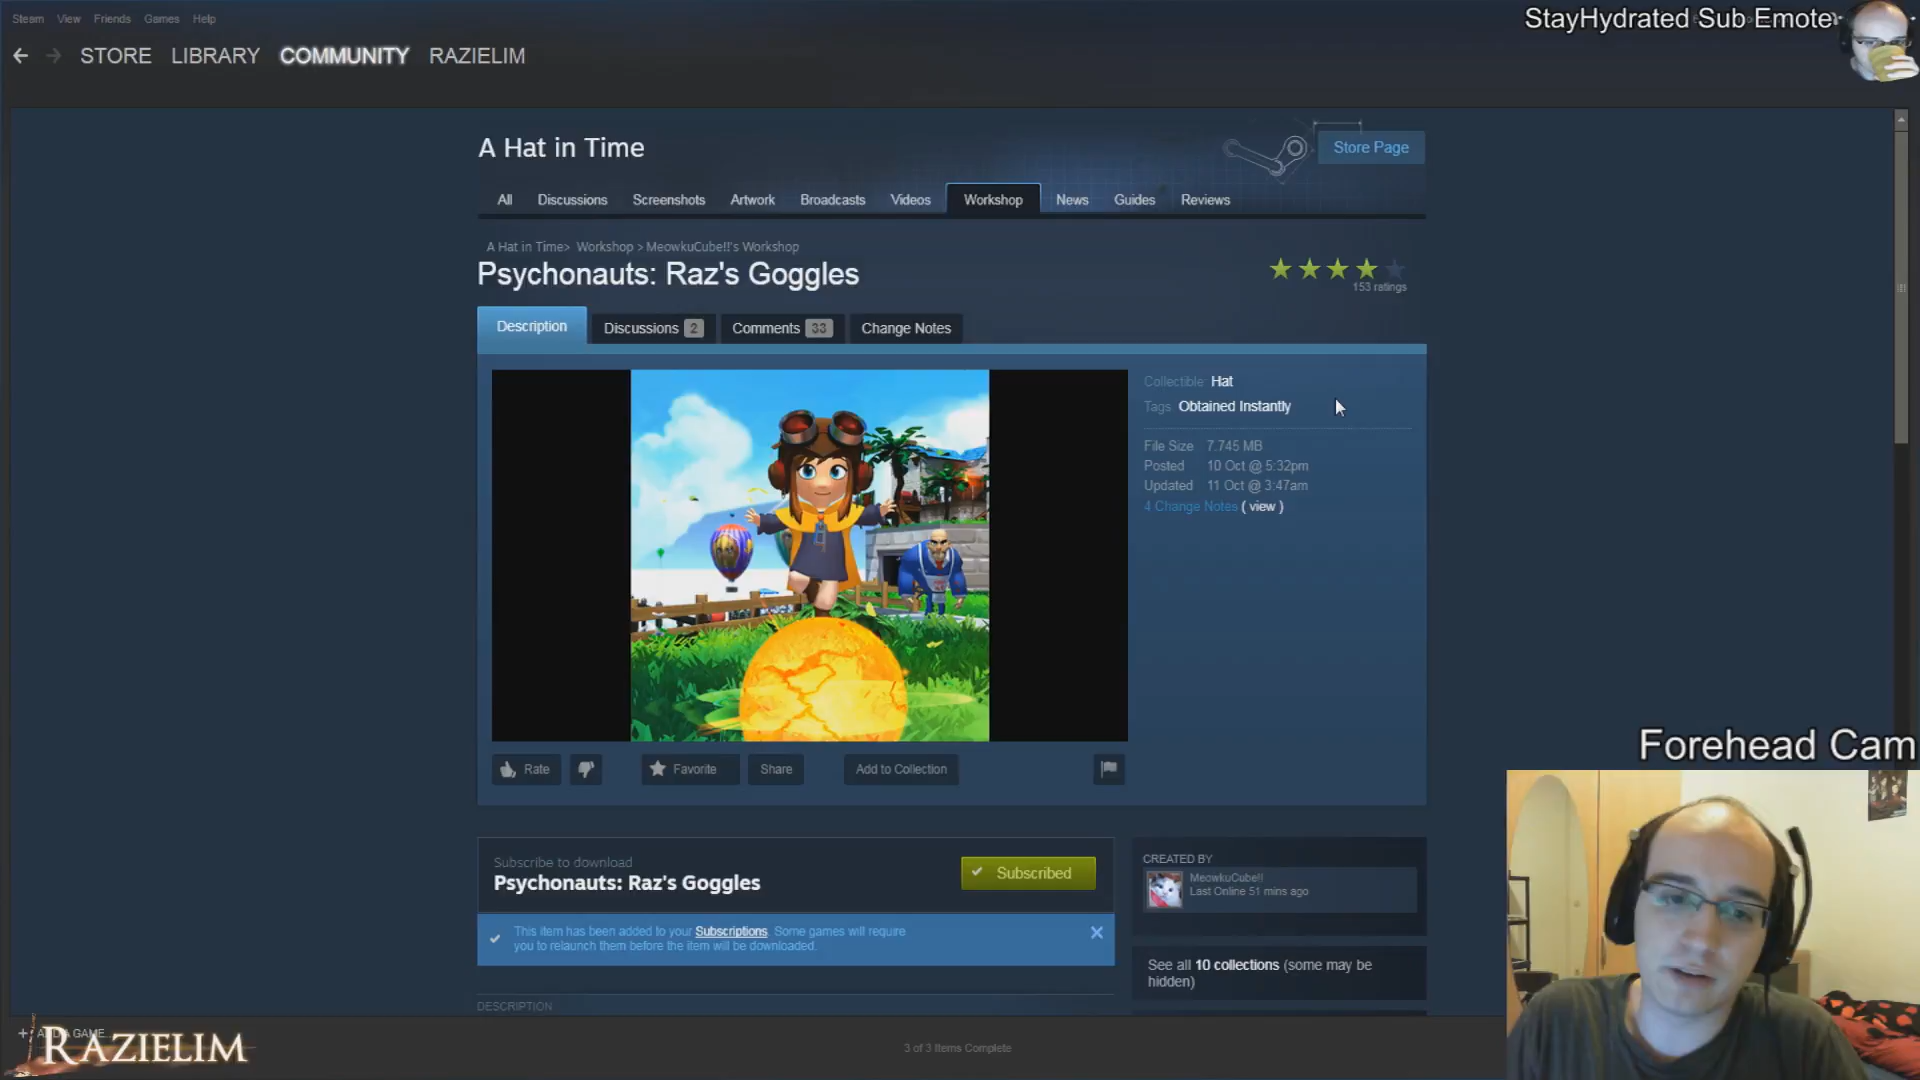 Steam View Friends Games Help
StayHydrated Sub Emote
STORE LIBRARY COMMUNITY RAZIELIM
A Hat in Time
Store Page
All Discussions Screenshots Artwork Broadcasts Videos Workshop News Guides Reviews
A Hat in Time> Workshop > MeowkuCube!!'s Workshop
Psychonauts: Raz's Goggles
153 ratings
Description Discussions 2 Comments 33 Change Notes
Collectible: Hat
Tags Obtained Instantly
File Size 7.745 MB
Posted 10 Oct @ 5:32pm
Updated 11 Oct @ 3:47am
4 Change Notes ( view )
Rate Favorite Share Add to Collection
Forehead Cam
Subscribe to download
Psychonauts: Raz's Goggles
Subscribed
This item has been added to your Subscriptions. Some games will require
you to relaunch them before the item will be downloaded.
CREATED BY
MeowkuCube!!
Last Online 51 mins ago
See all 10 collections (some may be
hidden)
DESCRIPTION
RAZIELIM
3 of 3 Items Complete